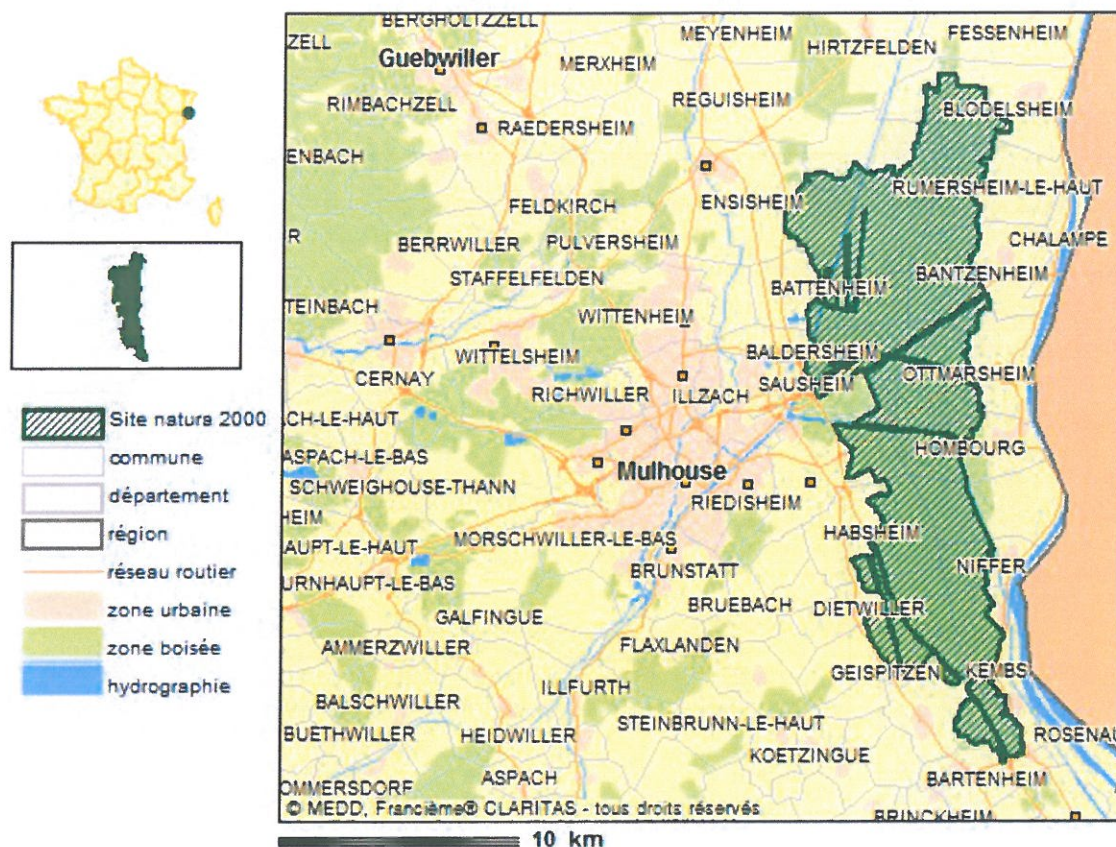 Site natura 2000
commune
département
région
réseau routier
zone urbaine
zone boisée
hydrographie
BERGHOLTZZELL
MEYENHEIM
FESSENHEIM
HIRTZFELDEN
ZELL
Guebwiller
MERXHEIM
RIMBACHZELL
REGUISHEIM
BLODELSHEIM
RAEDERSHEIM
ENBACH
RUMERSHEIM-LE-HAUT
ENSISHEIM
FELDKIRCH
BERRWILLER
PULVERSHEIM
CHALAMPE
STAFFELFELDEN
BANTZENHEIM
BATTENHEIM
TEINBACH
WITTENHEIM
WITTELSHEIM
BALDERSHEIM
CERNAY
OTTMARSHEIM
SAUSHEIM
RICHWILLER
ILLZACH
ACH-LE-HAUT
HOMBOURG
ASPACH-LE-BAS
Mulhouse
SCHWEIGHOUSE-THANN
RIEDISHEIM
HEIM
HABSHEIM
MORSCHWILLER-LE-BAS
AUPT-LE-HAUT
NIFFER
BRUNSTATT
URNHAUPT-LE-BAS
BRUEBACH
DIETWILLER
GALFINGUE
FLAXLANDEN
AMMERZWILLER
GEISPITZEN
KEMBS
ILLFURTH
BALSCHWILLER
STEINBRUNN-LE-HAUT
BUETHWILLER
HEIDWILLER
ROSENAU
KOETZINGUE
ASPACH
BARTENHEIM
OMMERSDORF
© MEDD, Francième® CLARITAS - tous droits réservés
BRINCKHEIM
10 km